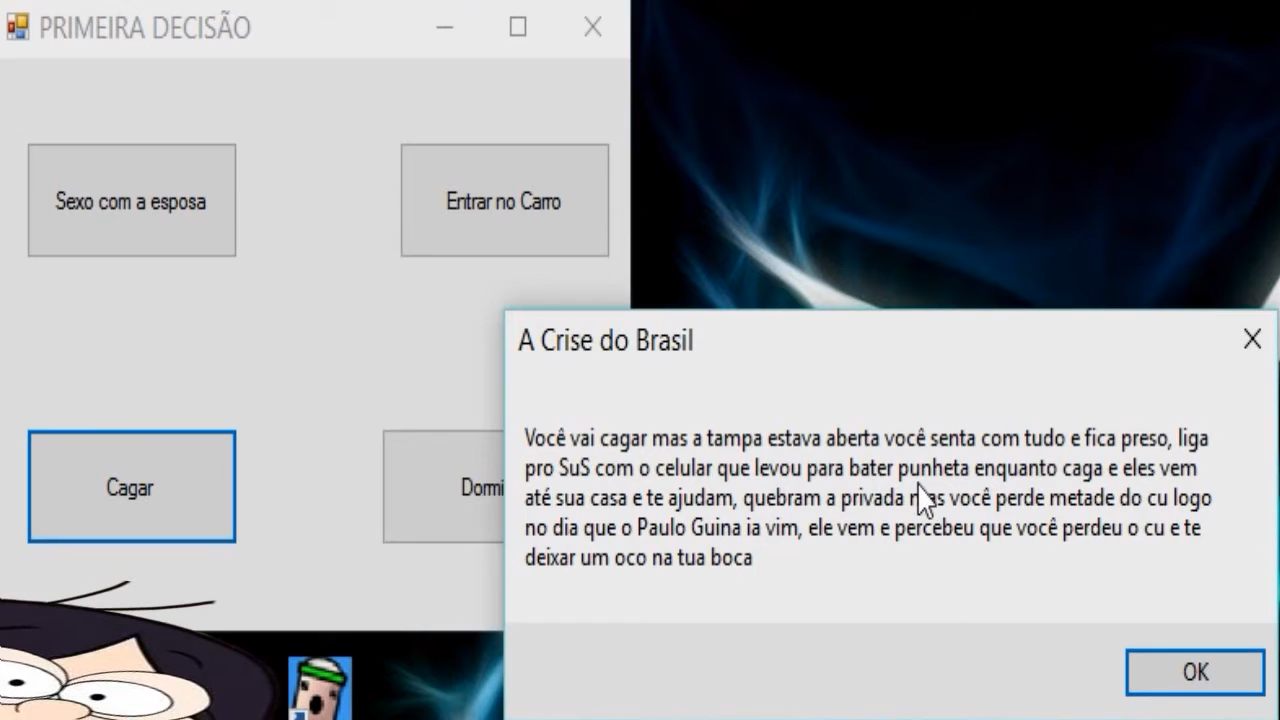 PRIMEIRA DECISÃO
Sexo com a esposa
Entrar no Carro
A Crise do Brasil
Você vai cagar mas a tampa estava aberta você senta com tudo e fica preso, liga
pro SuS com o celular que levou para bater punheta enquanto caga e eles vem
até sua casa e te ajudam, quebram a privada mas você perde metade do cu logo
no dia que o Paulo Guina ia vim, ele vem e percebeu que você perdeu o cu e te
deixar um oco na tua boca
Cagar
Dormi
OK